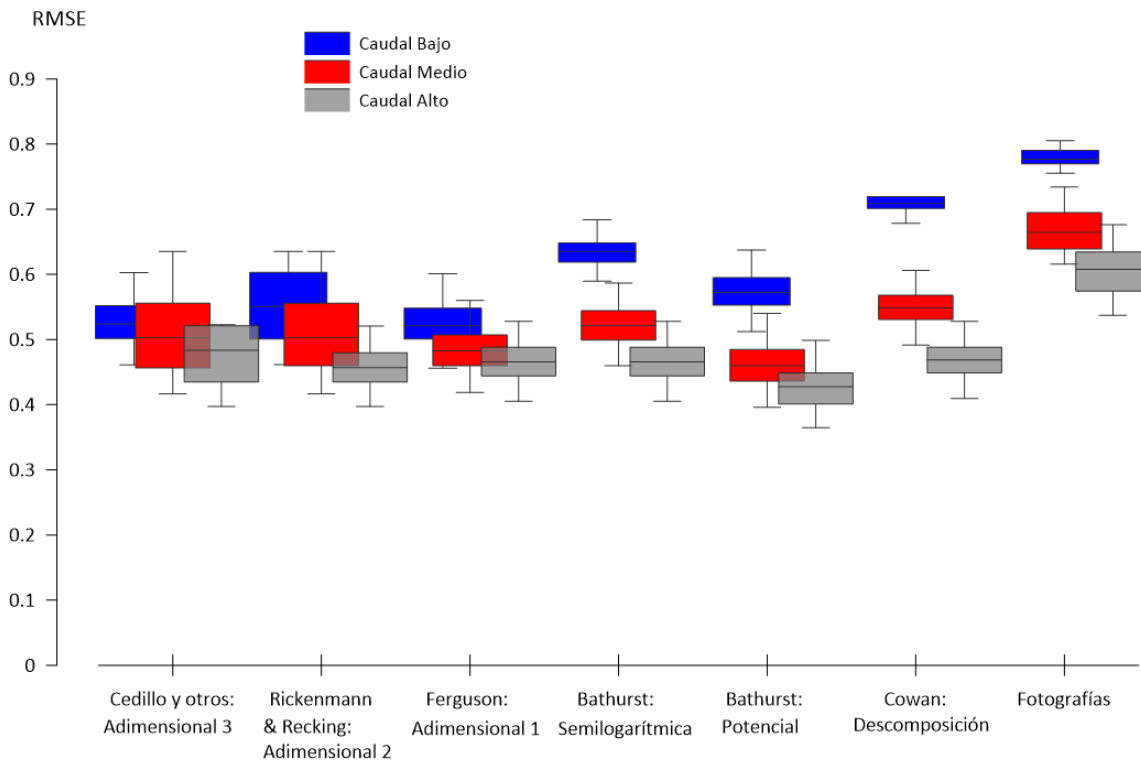 RMSE
Caudal Bajo
Caudal Medio
Caudal Alto
0.9
0.8
0.7
0.6
0.5
0.4
0.3
0.2
0.1
0
Cedillo y otros:
Adimensional 3
Rickenmann
& Recking:
Adimensional 2
Ferguson:
Adimensional 1
Bathurst:
Semilogarítmica
Bathurst:
Potencial
Cowan:
Descomposición
Fotografías